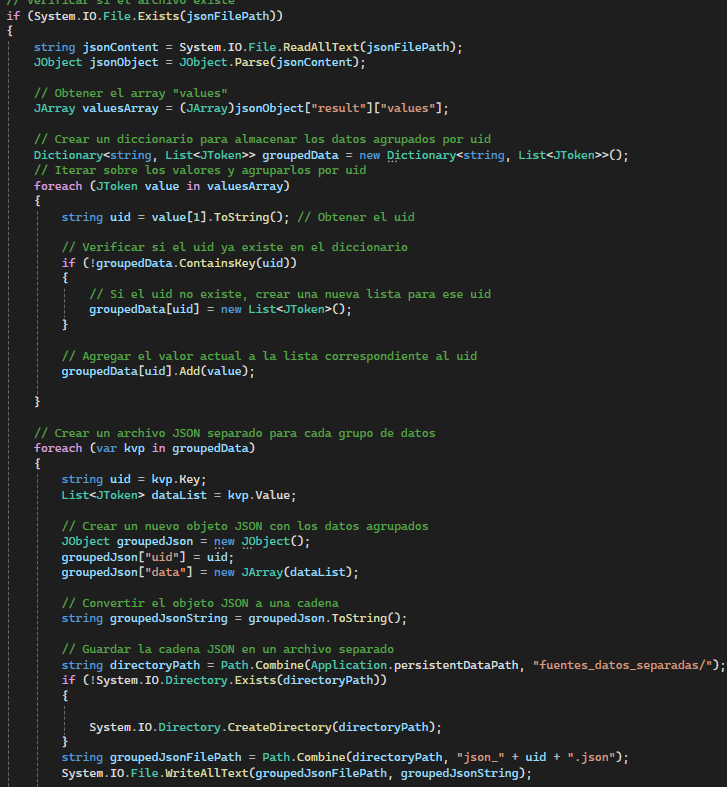 // Verificar si el archivo existe
if (System.IO.File.Exists(jsonFilePath))
{
string jsonContent = System.IO.File.ReadAllText(jsonFilePath);
JObject jsonObject = JObject.Parse(jsonContent);
// Obtener el array "values"
JArray valuesArray = (JArray)jsonObject["result"]["values"];
// Crear un diccionario para almacenar los datos agrupados por uid
Dictionary<string, List<JToken>> groupedData = new Dictionary<string, List<JToken>>();
// Iterar sobre los valores y agruparlos por uid
foreach (JToken value in valuesArray)
{
string uid = value[1].ToString(); // Obtener el uid
// Verificar si el uid ya existe en el diccionario
if (!groupedData.ContainsKey(uid))
{
// Si el uid no existe, crear una nueva lista para ese uid
groupedData[uid] = new List<JToken>();
}
// Agregar el valor actual a la lista correspondiente al uid
groupedData[uid].Add(value);
}
// Crear un archivo JSON separado para cada grupo de datos
foreach (var kvp in groupedData)
{
string uid = kvp.Key;
List<JToken> dataList = kvp.Value;
// Crear un nuevo objeto JSON con los datos agrupados
JObject groupedJson = new JObject();
groupedJson["uid"] = uid;
groupedJson["data"] = new JArray(dataList);
// Convertir el objeto JSON a una cadena
string groupedJsonString = groupedJson.ToString();
// Guardar la cadena JSON en un archivo separado
string directoryPath = Path.Combine(Application.persistentDataPath, "fuentes_datos_separadas/");
if (!System.IO.Directory.Exists(directoryPath))
{
System.IO.Directory.CreateDirectory(directoryPath);
}
string groupedJsonFilePath = Path.Combine(directoryPath, "json_" + uid + ".json");
System.IO.File.WriteAllText(groupedJsonFilePath, groupedJsonString);